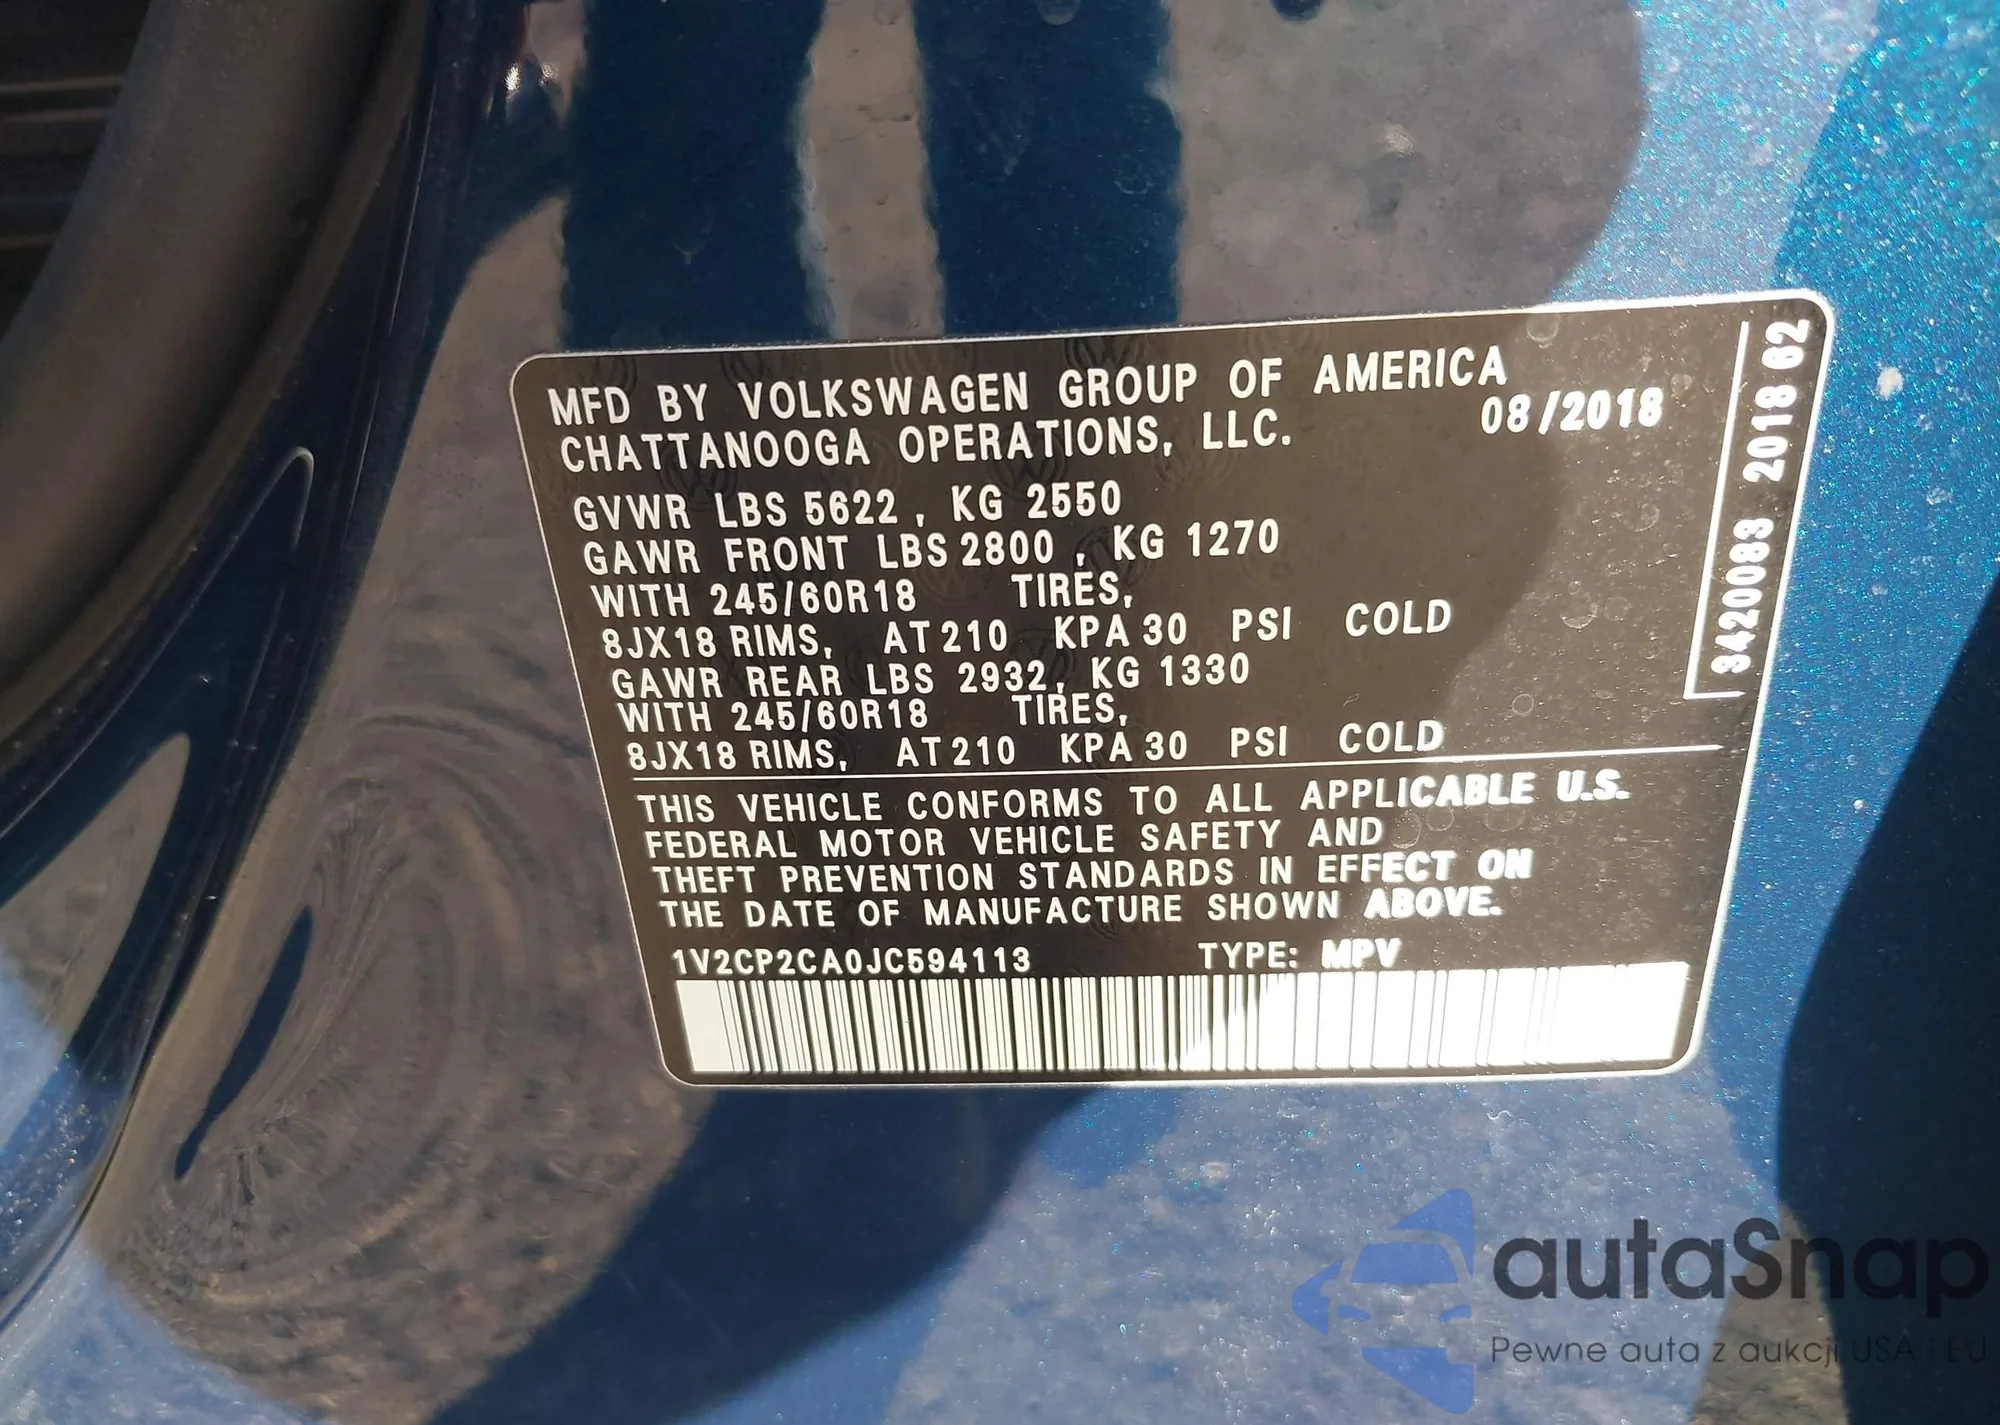 MFD BY VOLKSWAGEN GROUP OF AMERICA
CHATTANOOGA OPERATIONS, LLC. 08/2018
GVWR LBS 5622, KG 2550
GAWR FRONT LBS 2800, KG 1270
WITH 245/60R18 TIRES,
8JX18 RIMS, AT 210 KPA 30 PSI COLD
GAWR REAR LBS 2932, KG 1330
WITH 245/60R18 TIRES,
8JX18 RIMS, AT 210 KPA 30 PSI COLD
THIS VEHICLE CONFORMS TO ALL APPLICABLE U.S.
FEDERAL MOTOR VEHICLE SAFETY AND
THEFT PREVENTION STANDARDS IN EFFECT ON
THE DATE OF MANUFACTURE SHOWN ABOVE.
1V2CP2CA0JC594113 TYPE: MPV
3420083 2018 62
autaSnap
Pewne auta z aukcji USA i EU